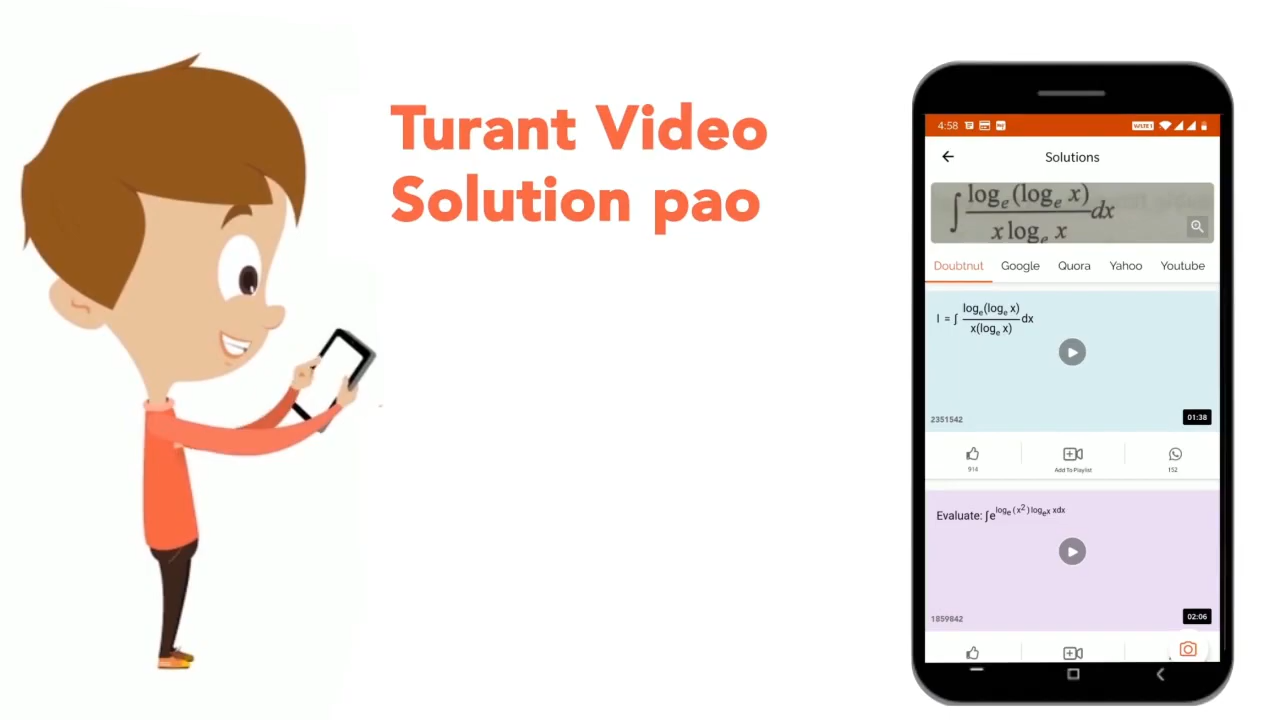 Turant Video
Solution pao
4:58
Solutions
∫ logₑ(logₑ x) / x logₑ x dx
Doubtnut Google Quora Yahoo Youtube
I = ∫ logₑ(logₑ x) / x(logₑ x) dx
2351542 01:38
914 Add To Playlist 152
Evaluate: ∫e^logₑ(x²)logₑx xdx
1859842 02:06